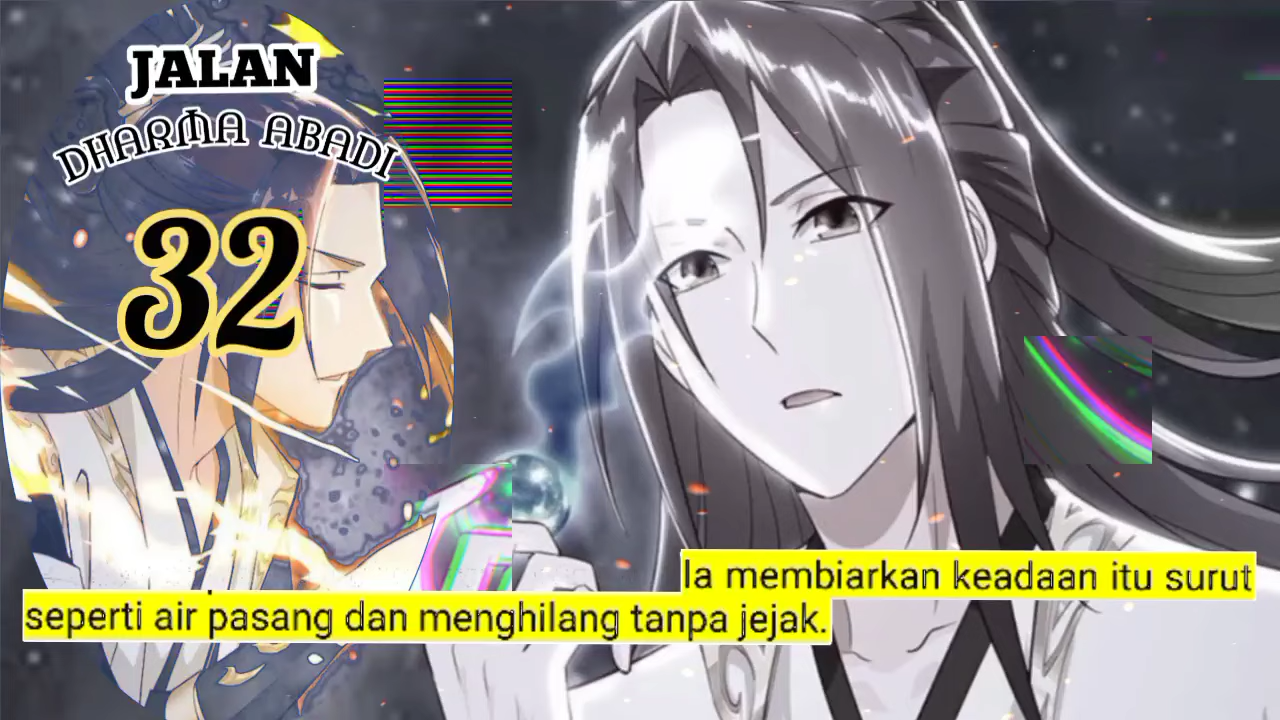 JALAN
DHARMA ABADI
32
Ia membiarkan keadaan itu surut
seperti air pasang dan menghilang tanpa jejak.